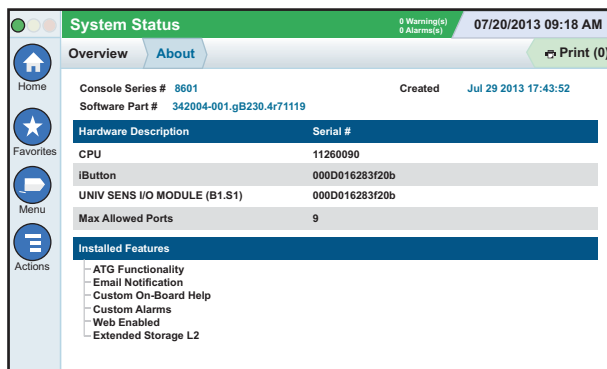 System Status
0 Warning(s)
0 Alarms(s)
07/20/2013 09:18 AM
Overview About Print (0)
Home
Favorites
Menu
Actions
Console Series # 8601 Created Jul 29 2013 17:43:52
Software Part # 342004-001.gB230.4r71119
Hardware Description Serial #
CPU 11260090
iButton 000D016283f20b
UNIV SENS I/O MODULE (B1.S1) 000D016283f20b
Max Allowed Ports 9
Installed Features
ATG Functionality
Email Notification
Custom On-Board Help
Custom Alarms
Web Enabled
Extended Storage L2